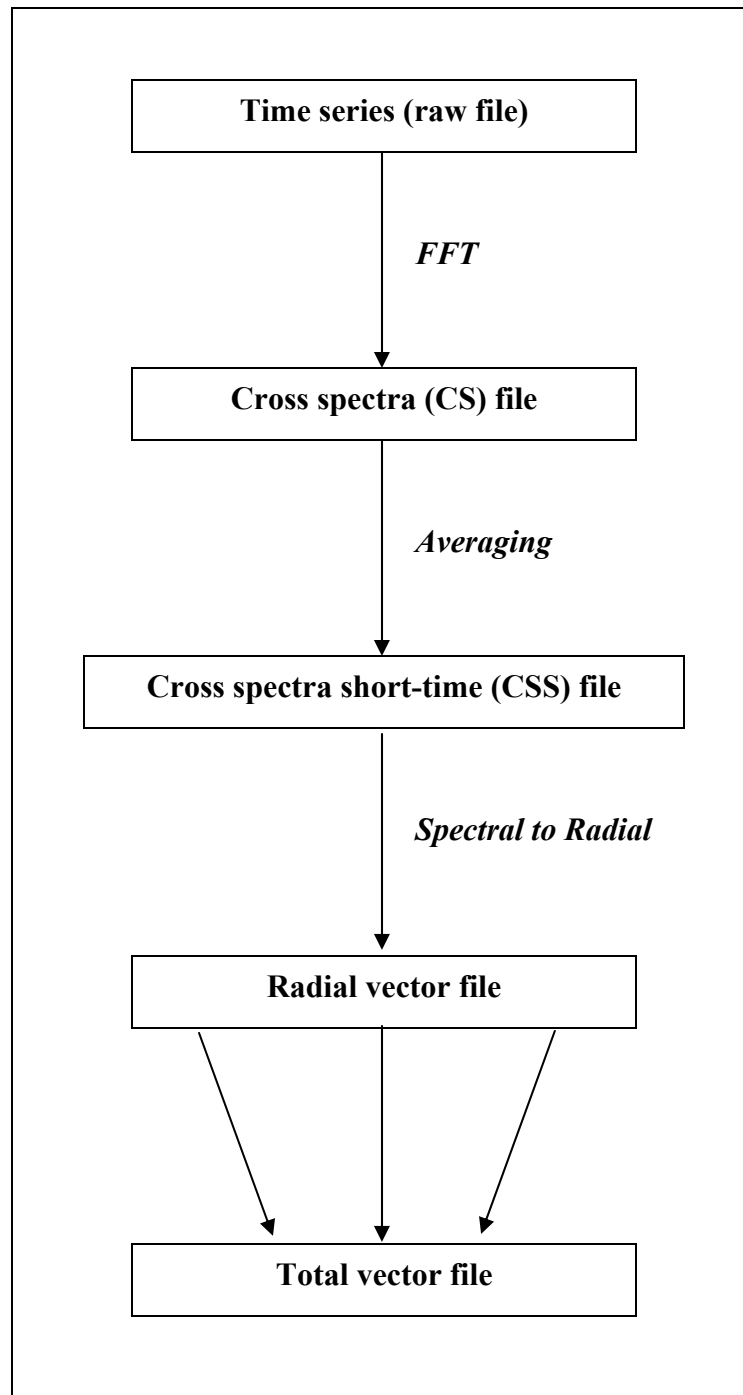 Time series (raw file)
FFT
Cross spectra (CS) file
Averaging
Cross spectra short-time (CSS) file
Spectral to Radial
Radial vector file
Total vector file